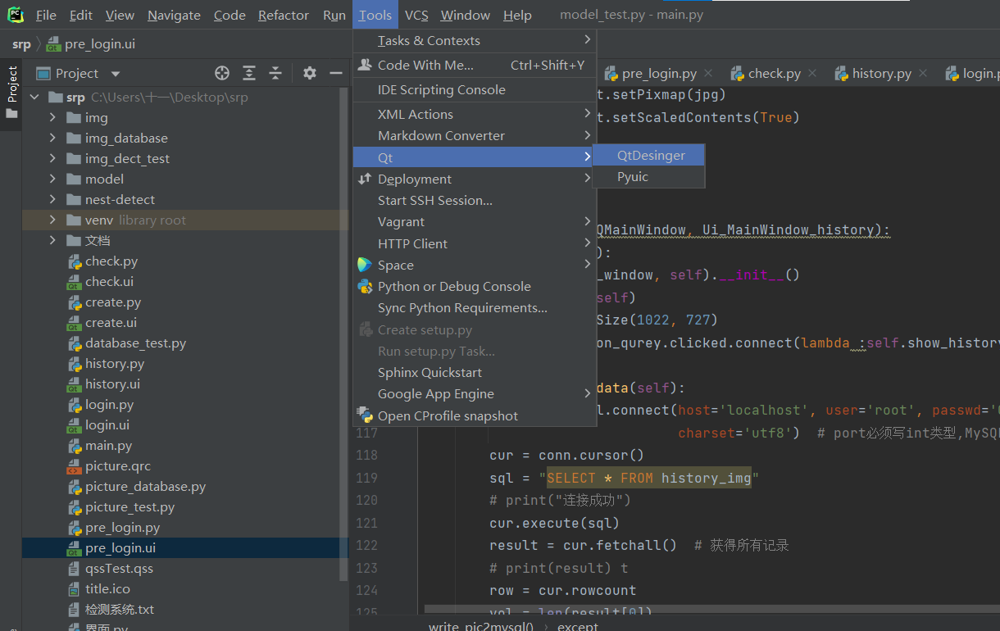 PC File Edit View Navigate Code Refactor Run Tools VCS Window Help model_test.py - main.py
srp pre_login.ui
Project
Project
srp C:\Users\十一\Desktop\srp
img
img_database
img_dect_test
model
nest-detect
venv library root
文档
check.py
check.ui
create.py
create.ui
database_test.py
history.py
history.ui
login.py
login.ui
main.py
picture.qrc
picture_database.py
picture_test.py
pre_login.py
pre_login.ui
qssTest.qss
title.ico
检测系统.txt
界面.py
Tasks & Contexts
Code With Me... Ctrl+Shift+Y
IDE Scripting Console
XML Actions
Markdown Converter
Qt
Deployment
Start SSH Session...
Vagrant
HTTP Client
Space
Python or Debug Console
Sync Python Requirements...
Create setup.py
Run setup.py Task...
Sphinx Quickstart
Google App Engine
Open CProfile snapshot
QtDesinger
Pyuic
pre_login.py check.py history.py login.p
t.setPixmap(jpg)
t.setScaledContents(True)
QMainWindow, Ui_MainWindow_history):
):
_window, self).__init__()
self)
Size(1022, 727)
on_qurey.clicked.connect(lambda :self.show_history
data(self):
l.connect(host='localhost', user='root', passwd='
117 charset='utf8') # port必须写int类型,MySQL
118 cur = conn.cursor()
119 sql = "SELECT * FROM history_img"
120 # print("连接成功")
121 cur.execute(sql)
122 result = cur.fetchall() # 获得所有记录
123 # print(result) t
124 row = cur.rowcount
125 vol = len(result[0])
write_pic2mysql() › except